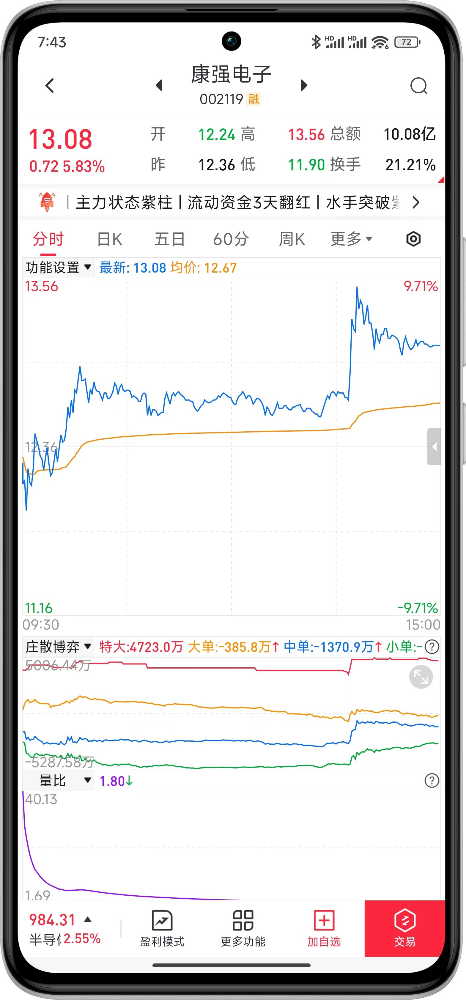 7:43
HD HD 6 72
康强电子
002119 融
13.08 开 12.24 高 13.56 总额 10.08亿
0.72 5.83% 昨 12.36 低 11.90 换手 21.21%
| 主力状态紫柱 | 流动资金3天翻红 | 水手突破
分时 日K 五日 60分 周K 更多
功能设置 最新: 13.08 均价: 12.67
13.56 9.71%
12.36
11.16 -9.71%
09:30 15:00
庄散博弈 特大:4723.0万 大单:-385.8万↑ 中单:-1370.9万↑ 小单:- ?
5006.44万
-5287.58万
量比 1.80↓ ?
40.13
1.69
984.31
半导 2.55%
盈利模式 更多功能 加自选 交易